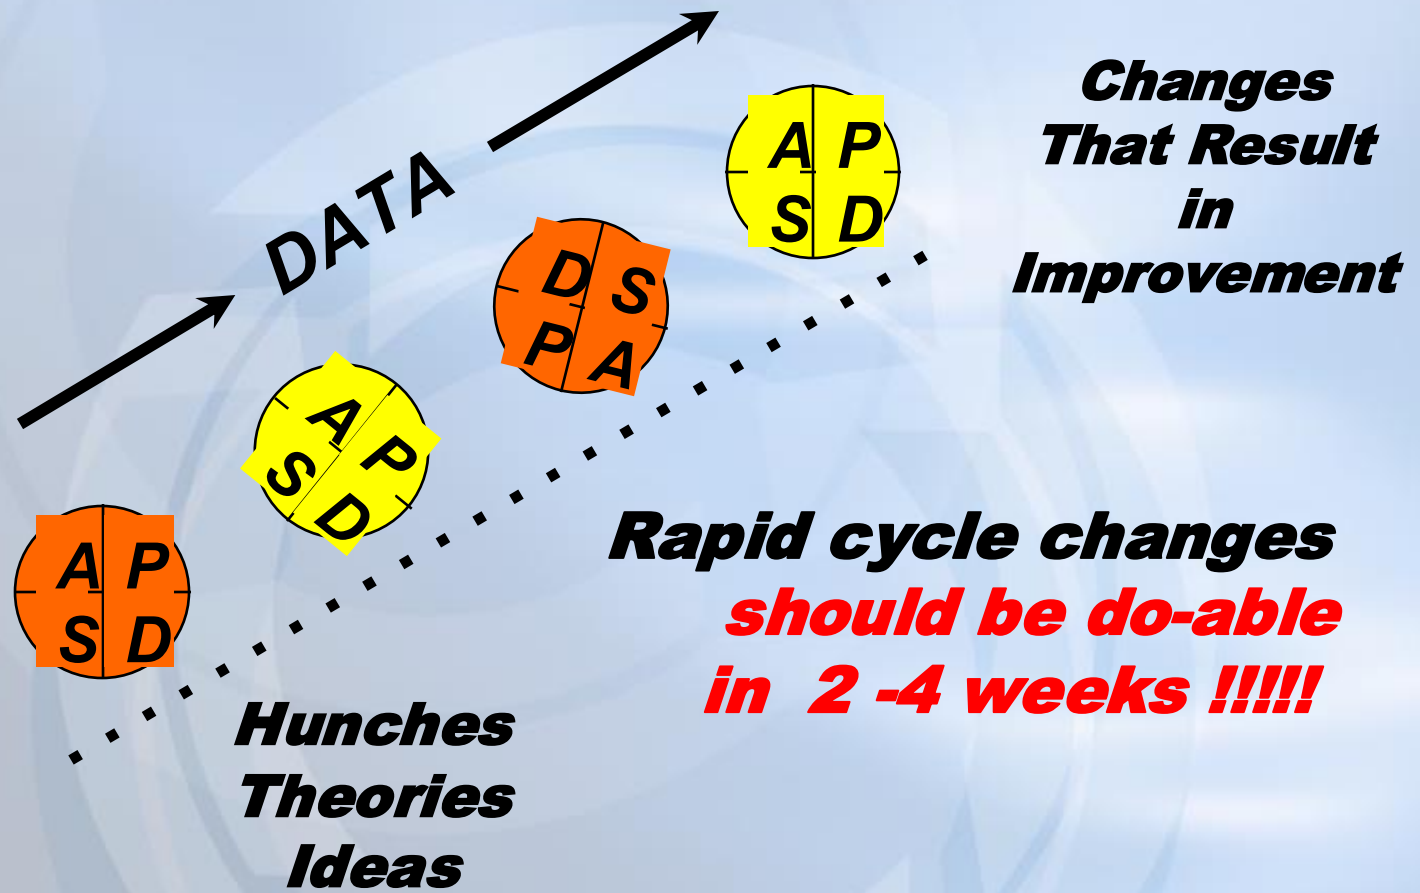 DATA
A P
S D
Changes
That Result
in
Improvement
D S
P A
A P
S D
A P
S D
Rapid cycle changes
should be do-able
in 2 -4 weeks !!!!!
Hunches
Theories
Ideas